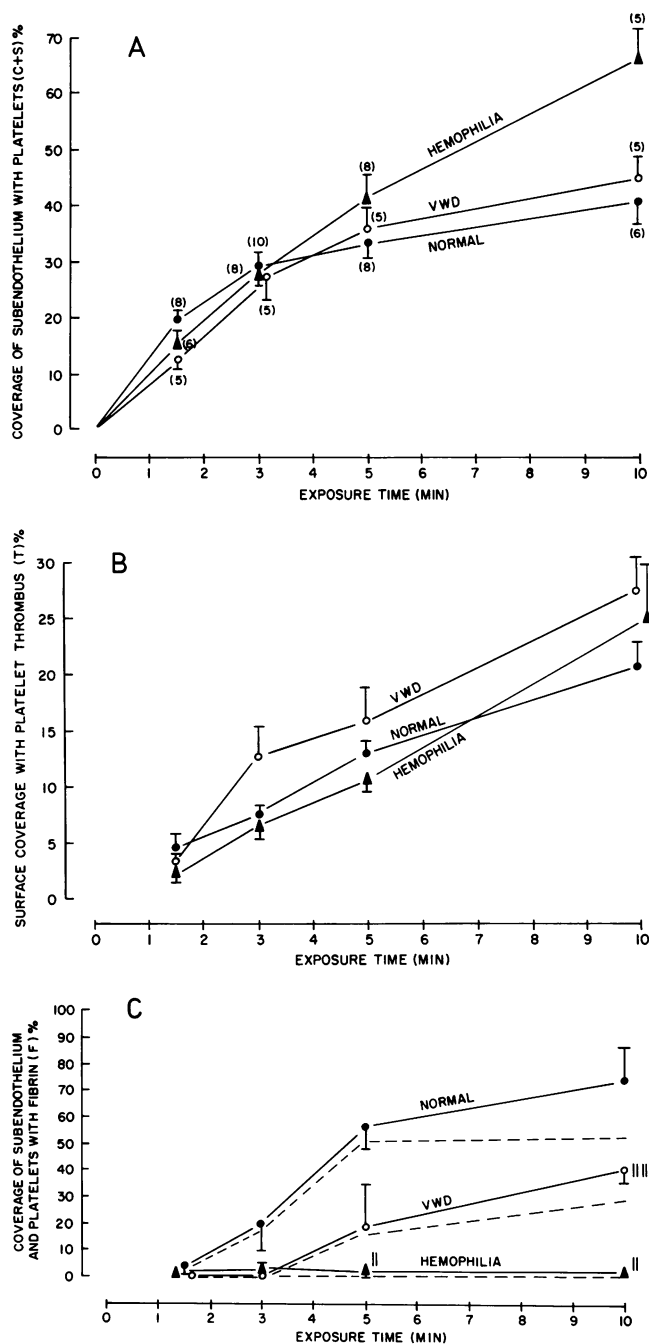 A
COVERAGE OF SUBENDOTHELIUM WITH PLATELETS (C+S) %
70
60
50
40
30
20
10
0
(5)
HEMOPHILIA
(8)
(5)
(5)
VWD
NORMAL
(10)
(8)
(8)
(6)
(8)
(6)
(5)
(5)
0 1 2 3 4 5 6 7 8 9 10
EXPOSURE TIME (MIN)
B
SURFACE COVERAGE WITH PLATELET THROMBUS (T) %
30
25
20
15
10
5
0
VWD
NORMAL
HEMOPHILIA
0 1 2 3 4 5 6 7 8 9 10
EXPOSURE TIME (MIN)
C
COVERAGE OF SUBENDOTHELIUM
AND PLATELETS WITH FIBRIN (F) %
100
90
80
70
60
50
40
30
20
10
0
NORMAL
VWD
||||
HEMOPHILIA
||
||
0 1 2 3 4 5 6 7 8 9 10
EXPOSURE TIME (MIN)